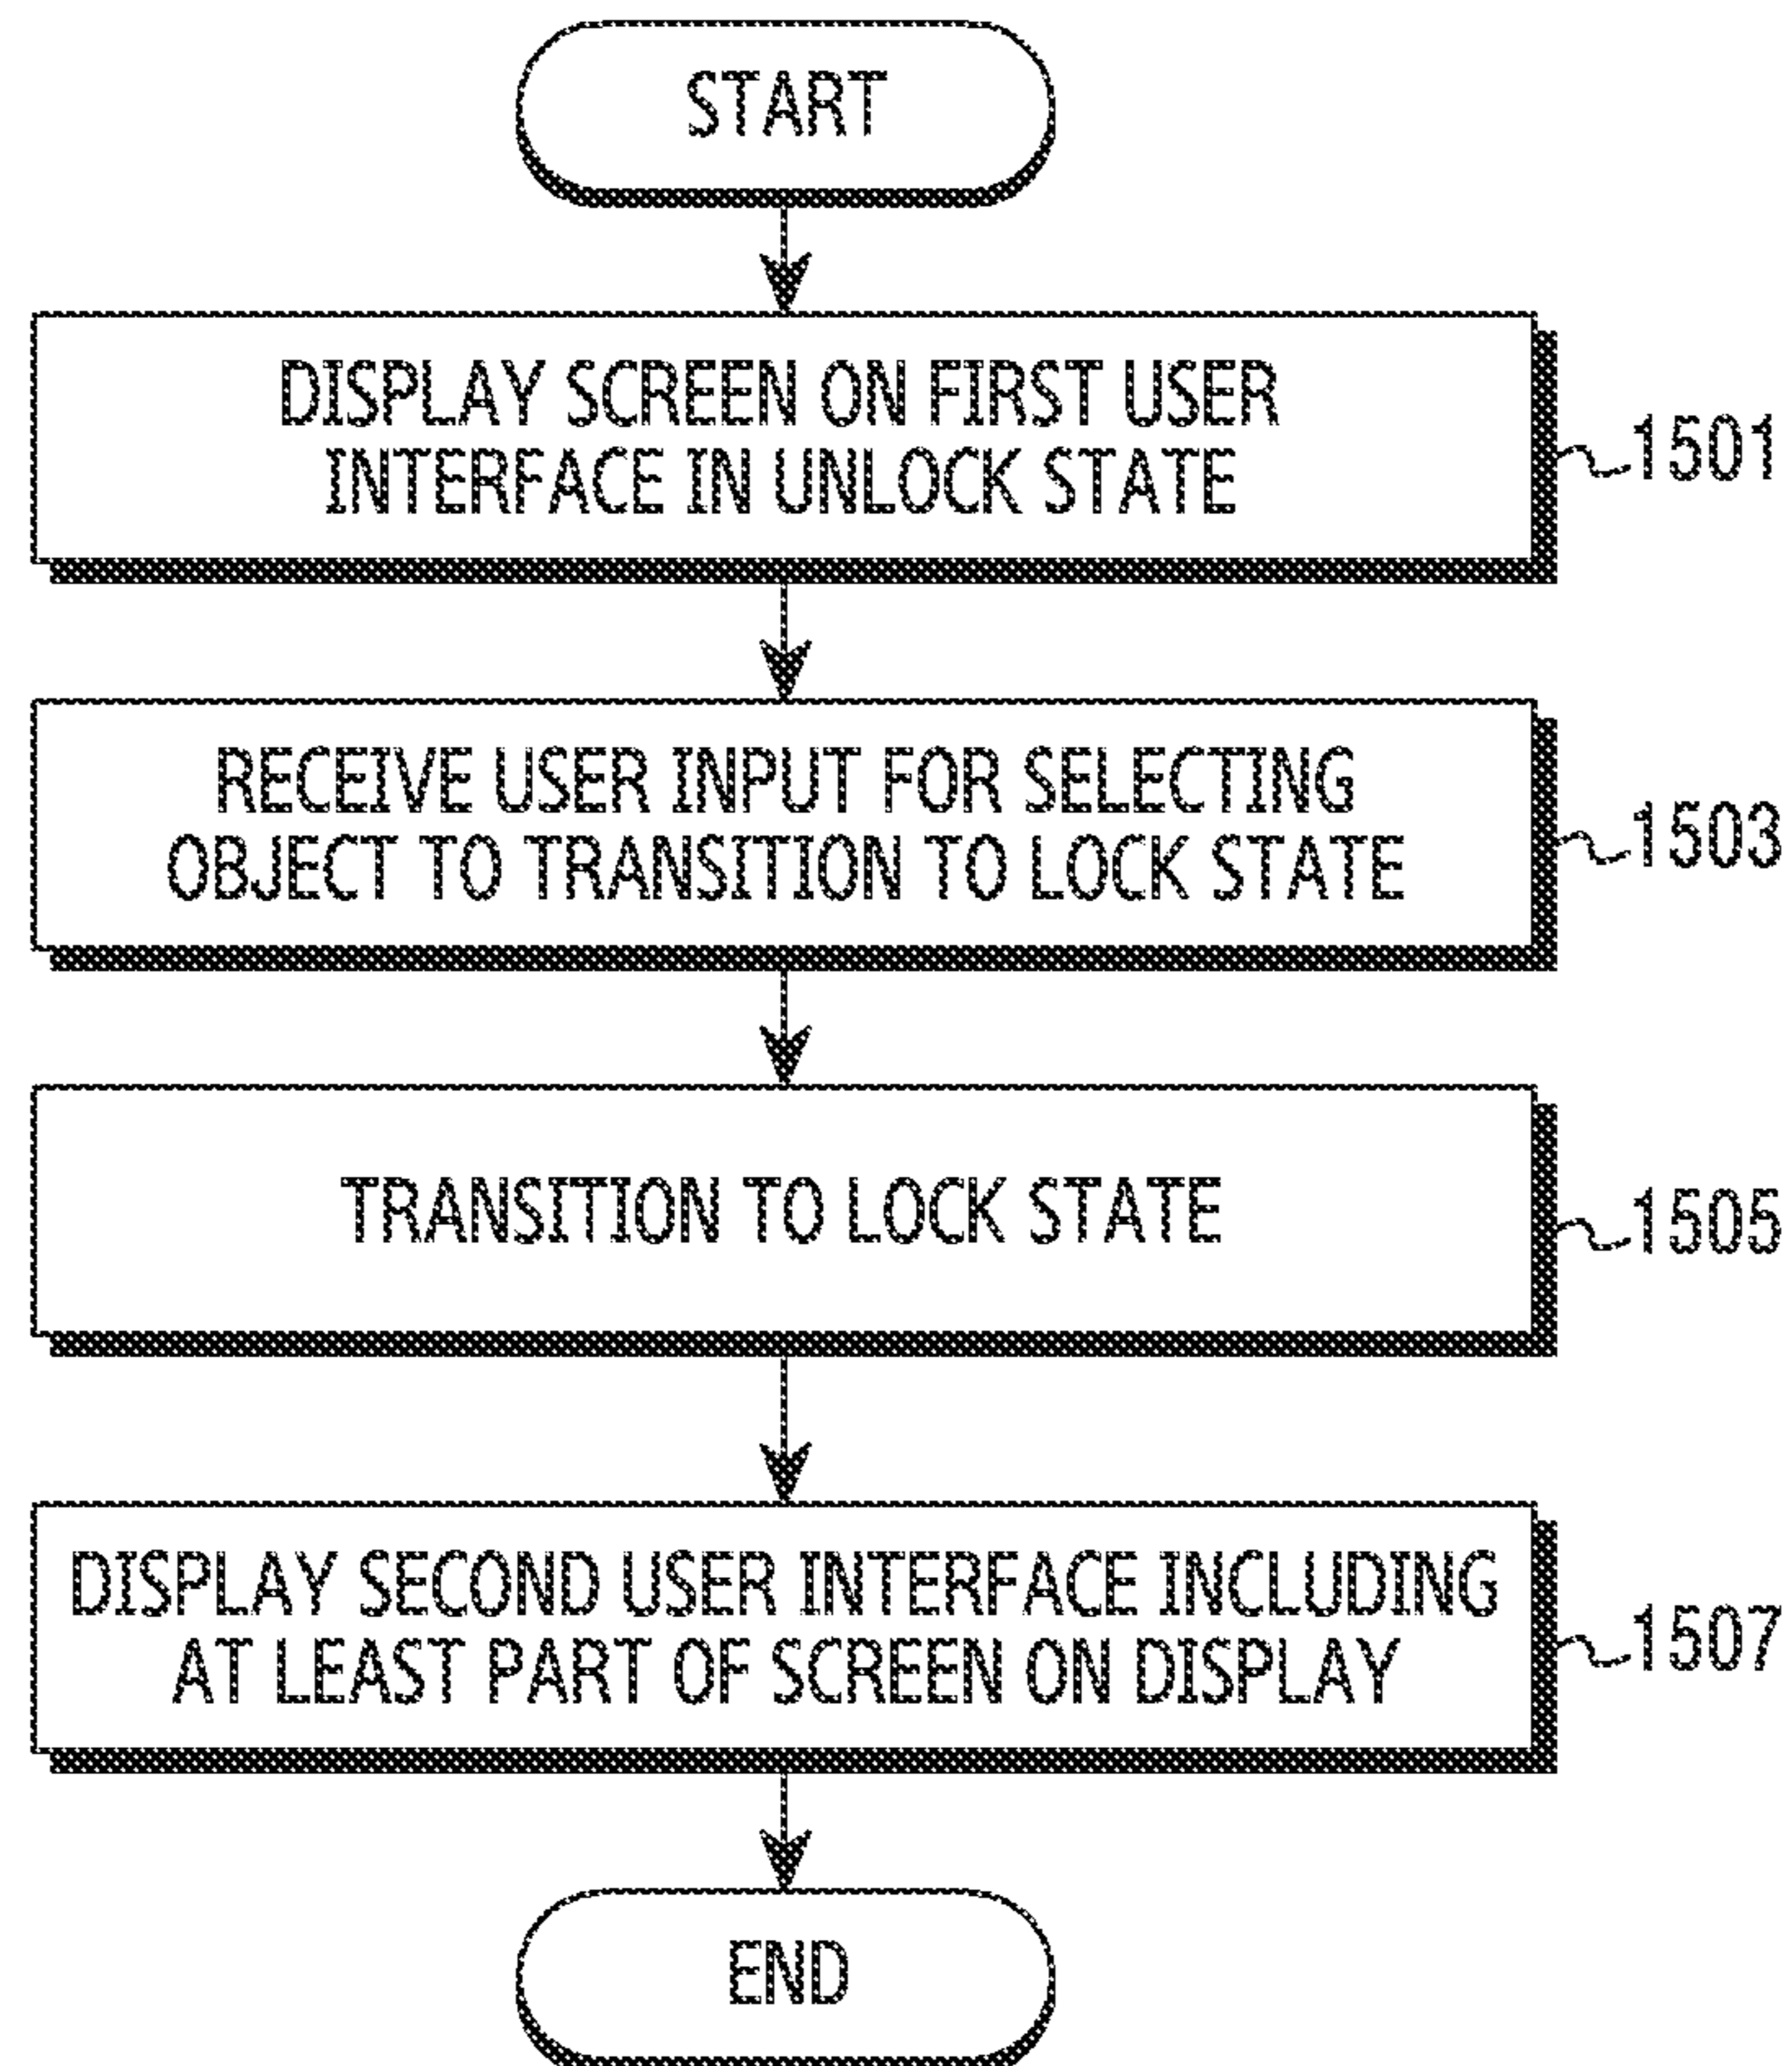 START
DISPLAY SCREEN ON FIRST USER
INTERFACE IN UNLOCK STATE
1501
RECEIVE USER INPUT FOR SELECTING
OBJECT TO TRANSITION TO LOCK STATE
1503
TRANSITION TO LOCK STATE
1505
DISPLAY SECOND USER INTERFACE INCLUDING
AT LEAST PART OF SCREEN ON DISPLAY
1507
END